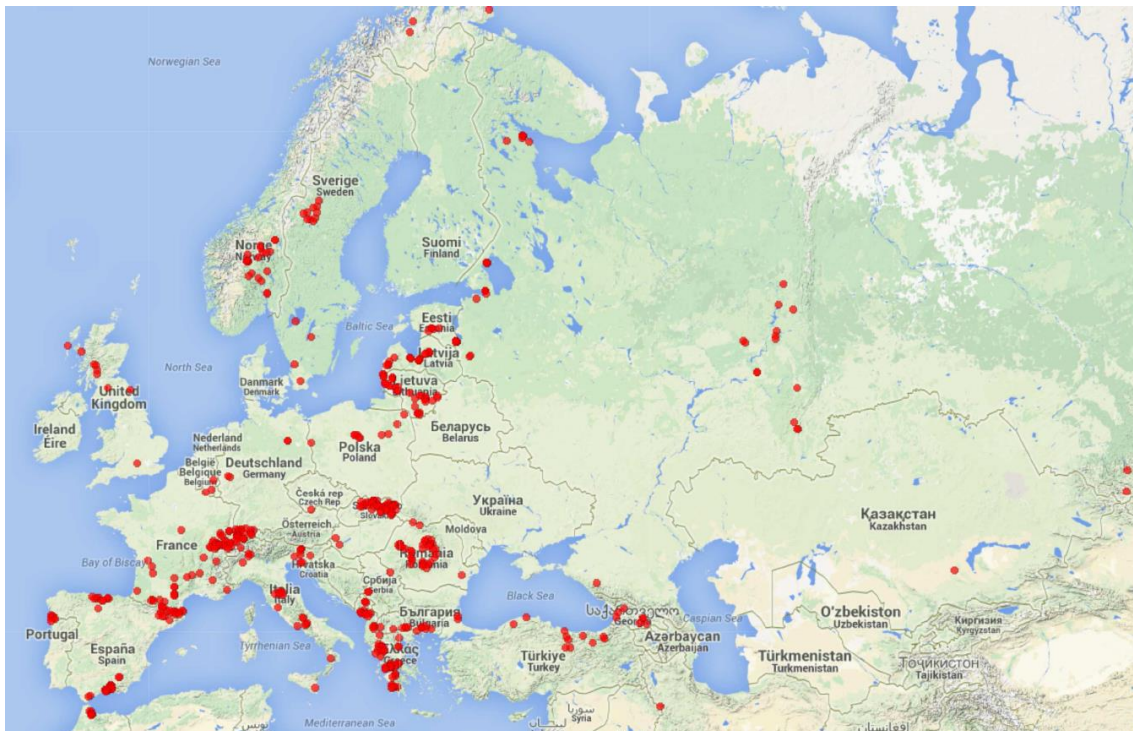 Norwegian Sea
Sverige
Sweden
Norge
Norway
Suomi
Finland
Baltic Sea
Eesti
Estonia
Latvija
Latvia
North Sea
Danmark
Denmark
Lietuva
Lithuania
United
Kingdom
Ireland
Éire
Беларусь
Belarus
Nederland
Netherlands
Polska
Poland
België
Belgique
Belgium
Deutschland
Germany
Česká rep
Czech Rep
Україна
Ukraine
Қазақстан
Kazakhstan
Österreich
Austria
Moldova
France
Bay of Biscay
Hrvatska
Croatia
România
Romania
Србија
Serbia
Italia
Italy
Black Sea
България
Bulgaria
Caspian Sea
O'zbekiston
Uzbekistan
Киргизия
Kyrgyzstan
Portugal
España
Spain
Tyrrhenian Sea
Ελλάς
Greece
Türkiye
Turkey
Azərbaycan
Azerbaijan
Türkmenistan
Turkmenistan
Тоҷикистон
Tajikistan
Mediterranean Sea
تونس
سوريا
Syria
افغانستان